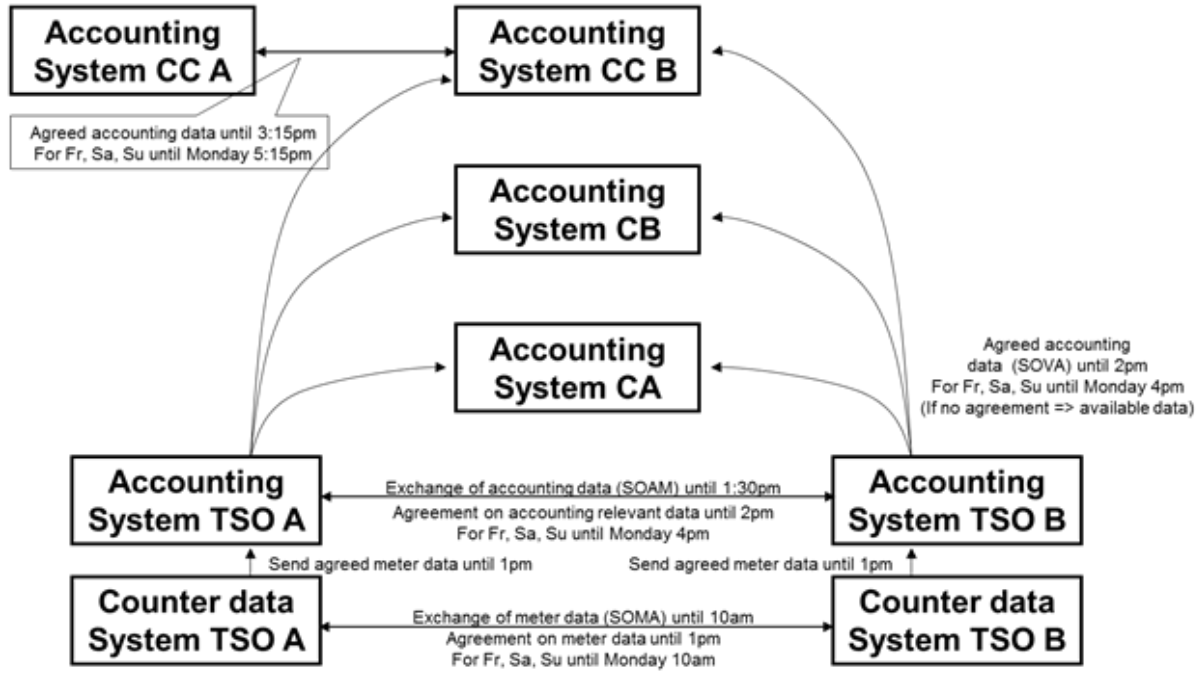 Accounting
System CC A
Accounting
System CC B
Agreed accounting data until 3:15pm
For Fr, Sa, Su until Monday 5:15pm
Accounting
System CB
Accounting
System CA
Agreed accounting
data (SOVA) until 2pm
For Fr, Sa, Su until Monday 4pm
(If no agreement => available data)
Accounting
System TSO A
Exchange of accounting data (SOAM) until 1:30pm
Agreement on accounting relevant data until 2pm
For Fr, Sa, Su until Monday 4pm
Accounting
System TSO B
Send agreed meter data until 1pm
Send agreed meter data until 1pm
Counter data
System TSO A
Exchange of meter data (SOMA) until 10am
Agreement on meter data until 1pm
For Fr, Sa, Su until Monday 10am
Counter data
System TSO B